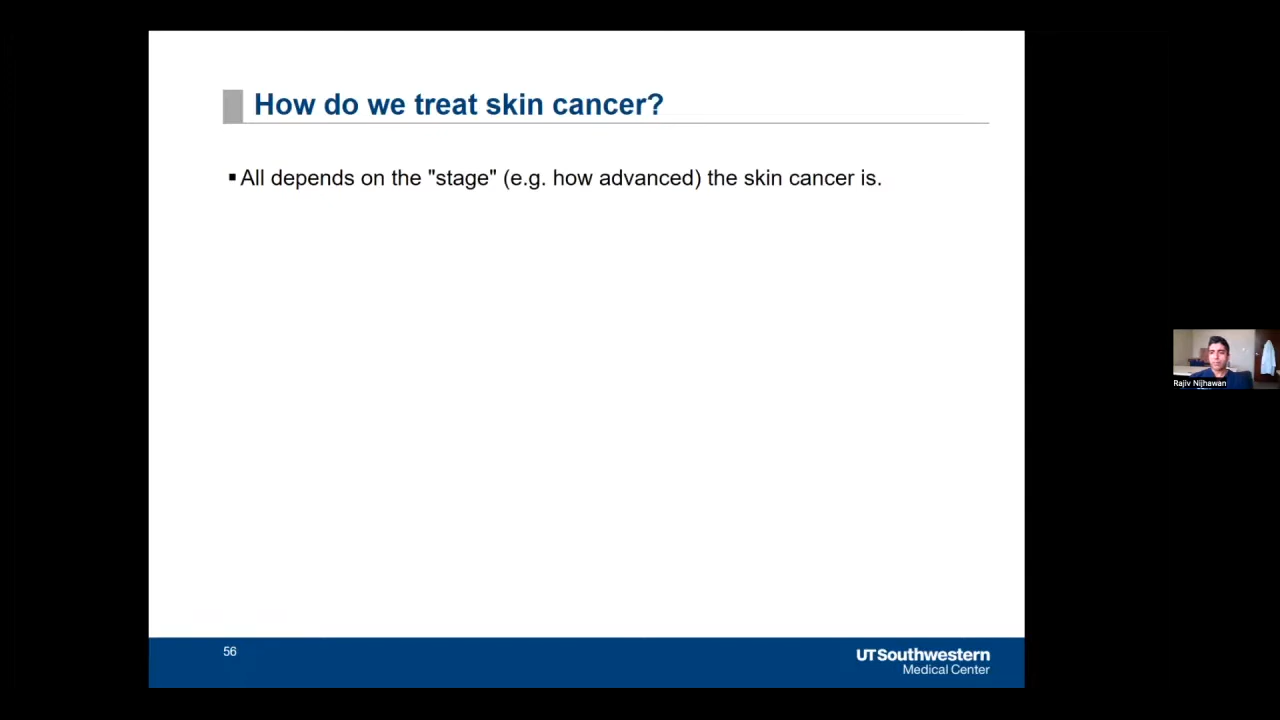 How do we treat skin cancer?
▪All depends on the "stage" (e.g. how advanced) the skin cancer is.
Rajiv Nijhawan
56
UTSouthwestern
Medical Center